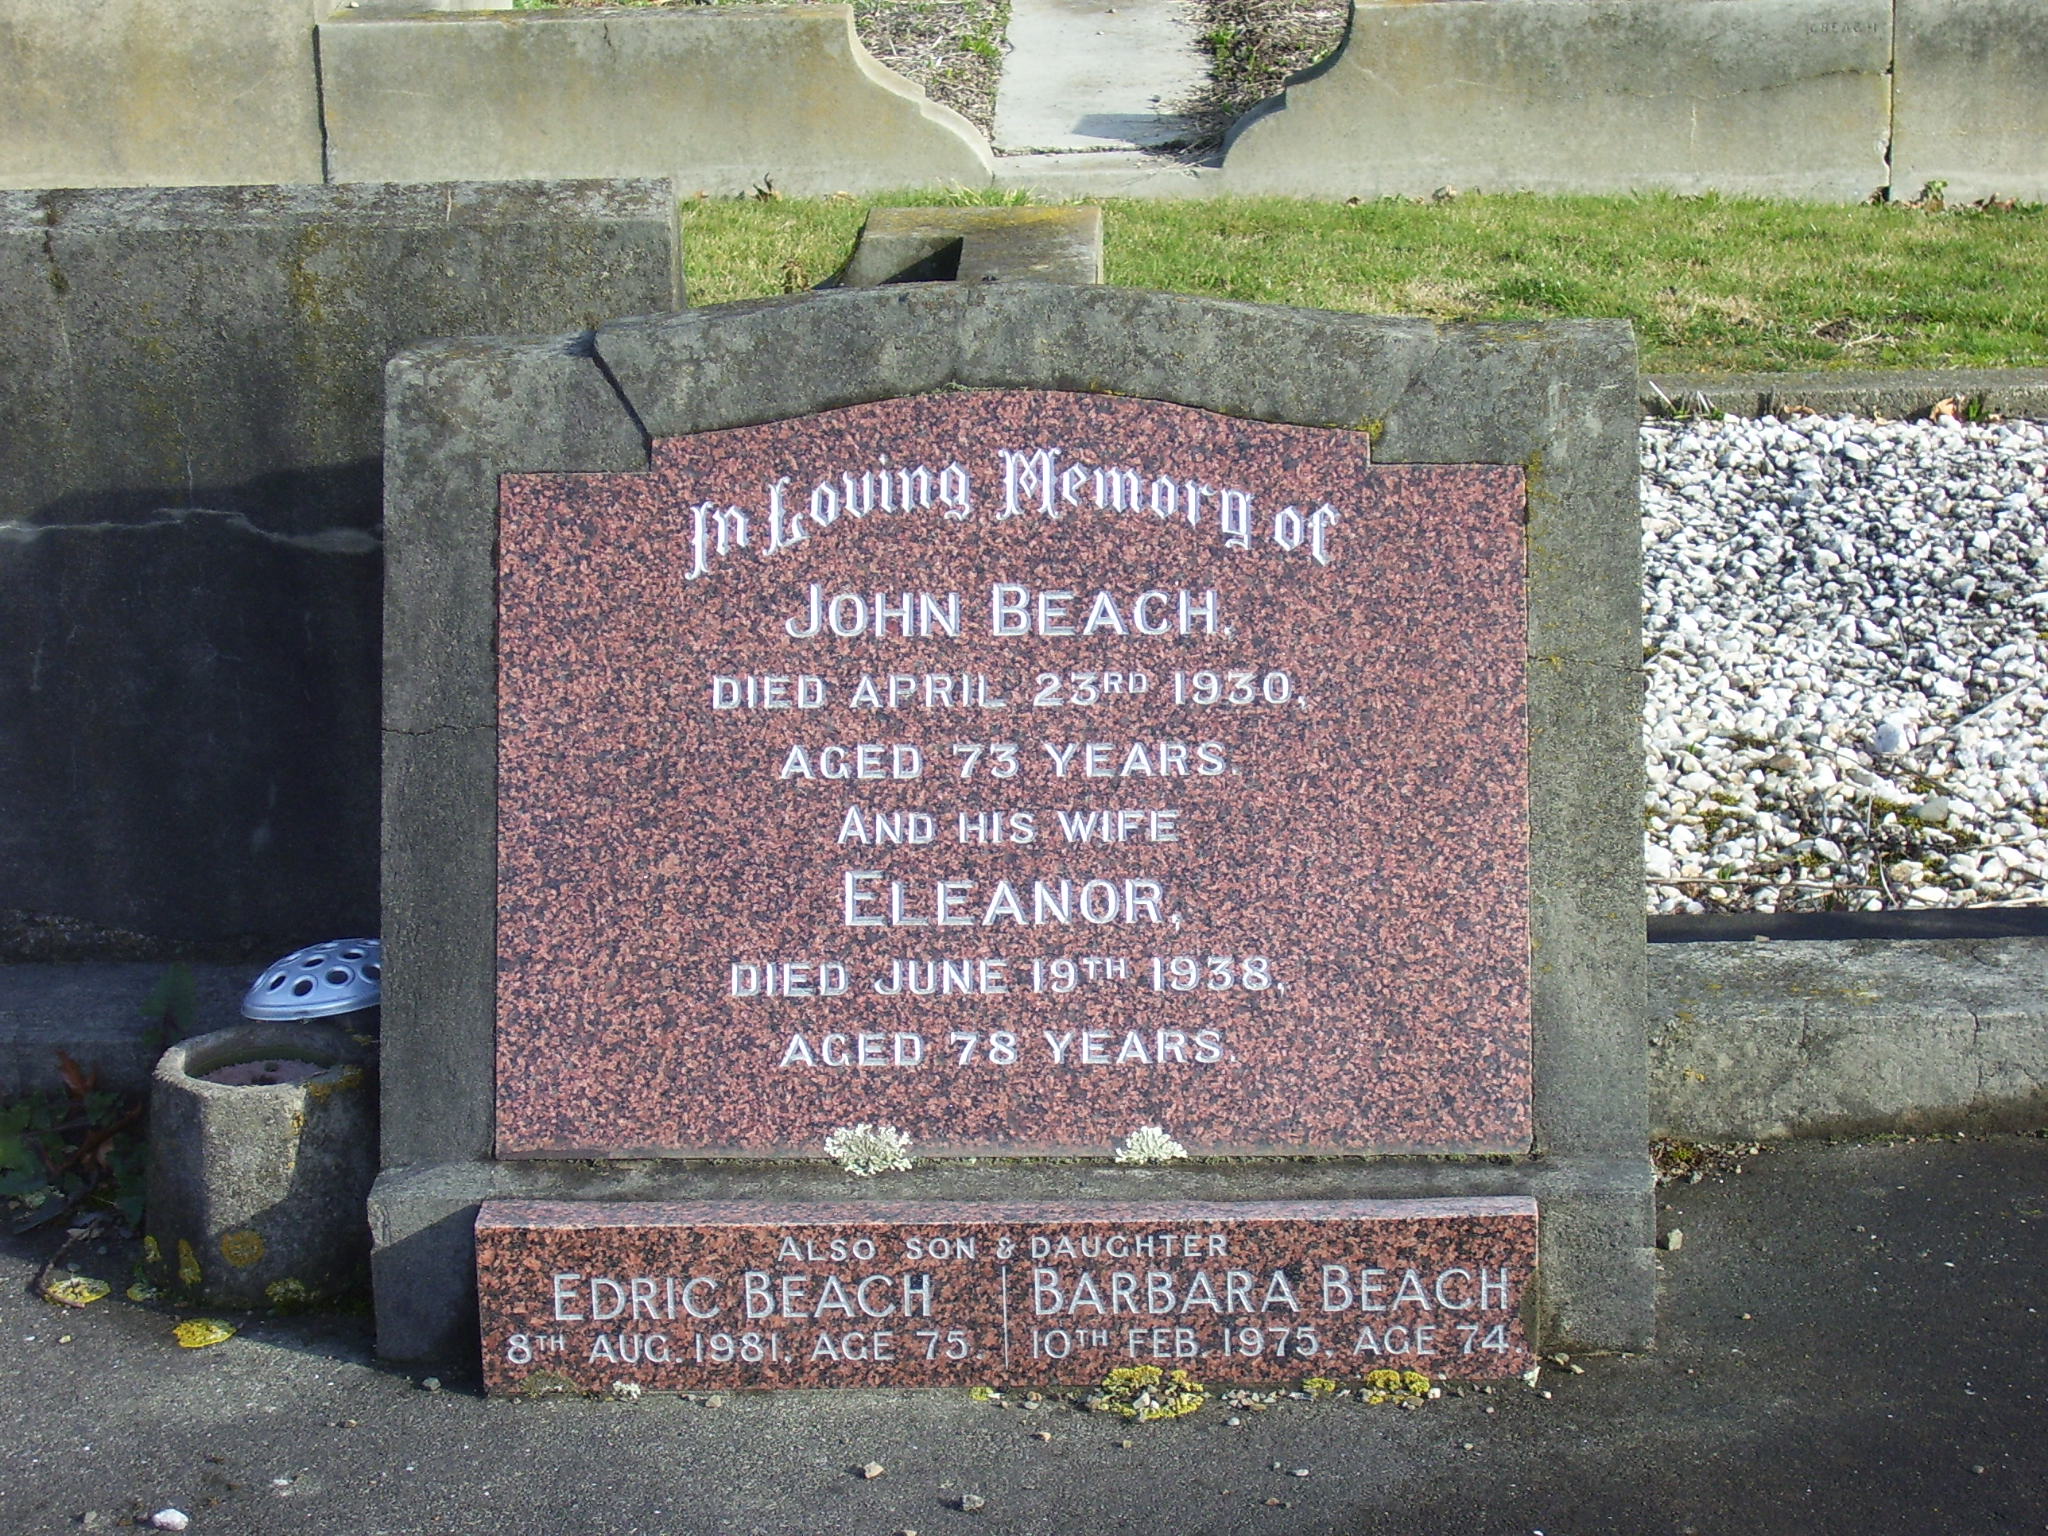 C BEACH
In Loving Memory of
JOHN BEACH.
DIED APRIL 23RD 1930,
AGED 73 YEARS.
AND HIS WIFE
ELEANOR,
DIED JUNE 19TH 1938,
AGED 78 YEARS.
ALSO SON & DAUGHTER
EDRIC BEACH BARBARA BEACH
8TH AUG. 1981, AGE 75. 10TH FEB. 1975, AGE 74.